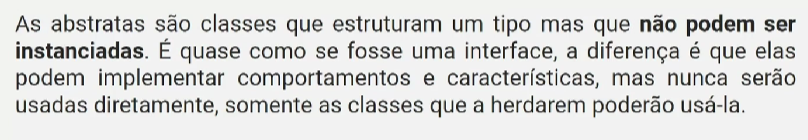 As abstratas são classes que estruturam um tipo mas que não podem ser
instanciadas. É quase como se fosse uma interface, a diferença é que elas
podem implementar comportamentos e características, mas nunca serão
usadas diretamente, somente as classes que a herdarem poderão usá-la.